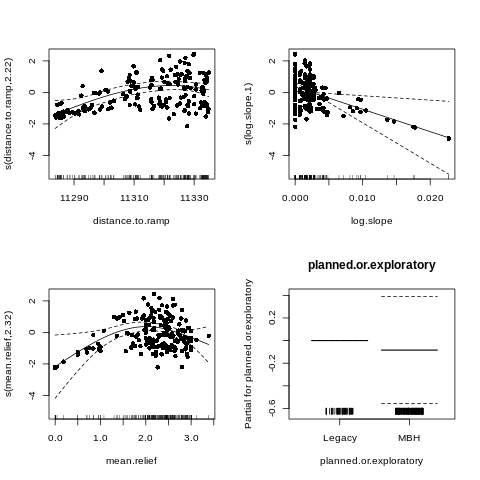 s(distance.to.ramp,2.22)
2
0
-2
-4
11290
11310
11330
distance.to.ramp
s(log.slope,1)
2
0
-2
-4
0.000
0.010
0.020
log.slope
s(mean.relief,2.32)
2
0
-2
-4
0.0
1.0
2.0
3.0
mean.relief
planned.or.exploratory
Partial for planned.or.exploratory
0.2
-0.2
-0.6
Legacy
MBH
planned.or.exploratory